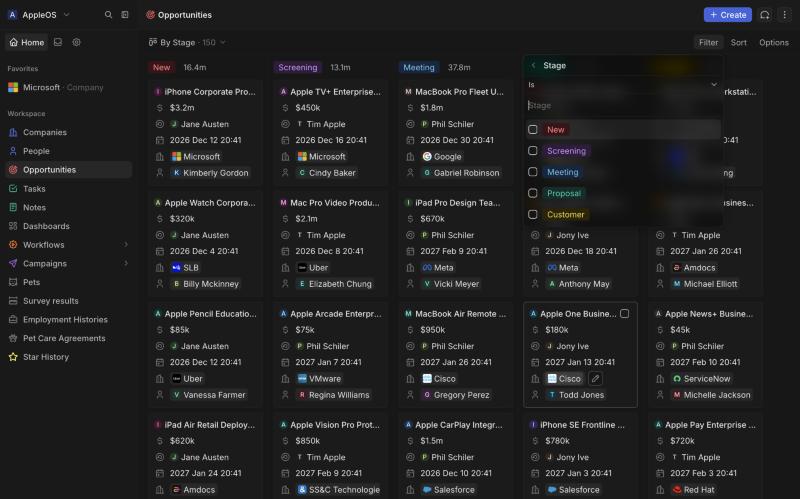 AppleOS
Opportunities
Create
Home
By Stage · 150
Filter
Sort
Options
Favorites
Microsoft · Company
Workspace
Companies
People
Opportunities
Tasks
Notes
Dashboards
Workflows
Campaigns
Pets
Survey results
Employment Histories
Pet Care Agreements
Star History
New 16.4m
I iPhone Corporate Pro...
$3.2m
J Jane Austen
2026 Dec 12 20:41
Microsoft
K Kimberly Gordon
A Apple Watch Corpora...
$320k
J Jane Austen
2026 Dec 4 20:41
SLB
B Billy Mckinney
A Apple Pencil Educatio...
$85k
J Jane Austen
2026 Dec 12 20:41
Uber
V Vanessa Farmer
I iPad Air Retail Deploy...
$620k
J Jane Austen
2027 Jan 24 20:41
Amdocs
Screening 13.1m
A Apple TV+ Enterprise...
$450k
T Tim Apple
2026 Dec 16 20:41
Microsoft
C Cindy Baker
M Mac Pro Video Produ...
$2.1m
T Tim Apple
2026 Dec 8 20:41
Uber
E Elizabeth Chung
A Apple Arcade Enterpr...
$75k
P Phil Schiler
2027 Jan 7 20:41
VMware
R Regina Williams
A Apple Vision Pro Prot...
$850k
T Tim Apple
2027 Feb 9 20:41
SS&C Technologie
Meeting 37.8m
M MacBook Pro Fleet U...
$1.8m
P Phil Schiler
2026 Dec 30 20:41
Google
G Gabriel Robinson
I iPad Pro Design Tea...
$670k
P Phil Schiler
2027 Feb 9 20:41
Meta
V Vicki Meyer
M MacBook Air Remote ...
$950k
P Phil Schiler
2027 Jan 26 20:41
Cisco
G Gregory Perez
A Apple CarPlay Integr...
$1.5m
P Phil Schiler
2026 Dec 10 20:41
Salesforce
Stage
Is
Stage
New
Screening
Meeting
Proposal
Customer
J Jony Ive
2026 Dec 18 20:41
Meta
A Anthony May
A Apple One Busine...
$180k
J Jony Ive
2027 Jan 13 20:41
Cisco
T Todd Jones
I iPhone SE Frontline ...
$780k
J Jony Ive
2027 Jan 3 20:41
Salesforce
T Tim Apple
2027 Jan 26 20:41
Amdocs
M Michael Elliott
A Apple News+ Busine...
$45k
P Phil Schiler
2027 Feb 10 20:41
ServiceNow
M Michelle Jackson
A Apple Pay Enterprise ...
$720k
T Tim Apple
2027 Feb 3 20:41
Red Hat